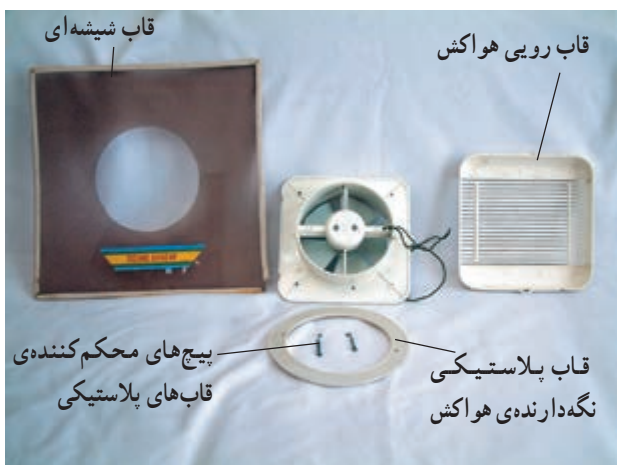 قاب شیشه‌ای
قاب رویی هواکش
پیچ‌های محکم‌کننده‌ی
قاب‌های پلاستیکی
قاب پلاستیکی
نگه‌دارنده‌ی هواکش